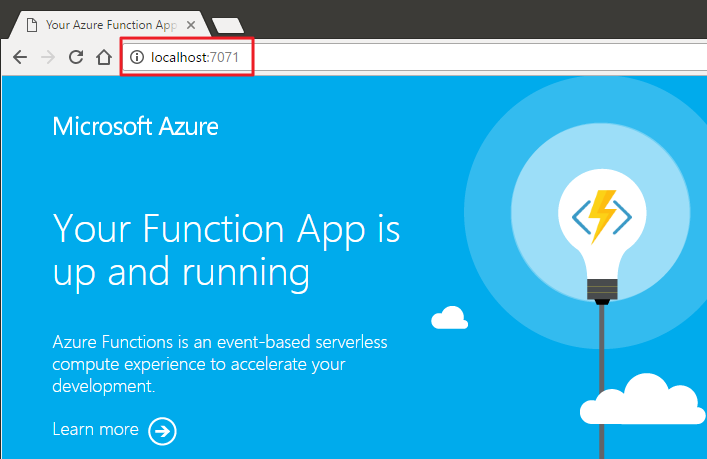 Your Azure Function App
localhost:7071
Microsoft Azure
Your Function App is
up and running
Azure Functions is an event-based serverless
compute experience to accelerate your
development.
Learn more